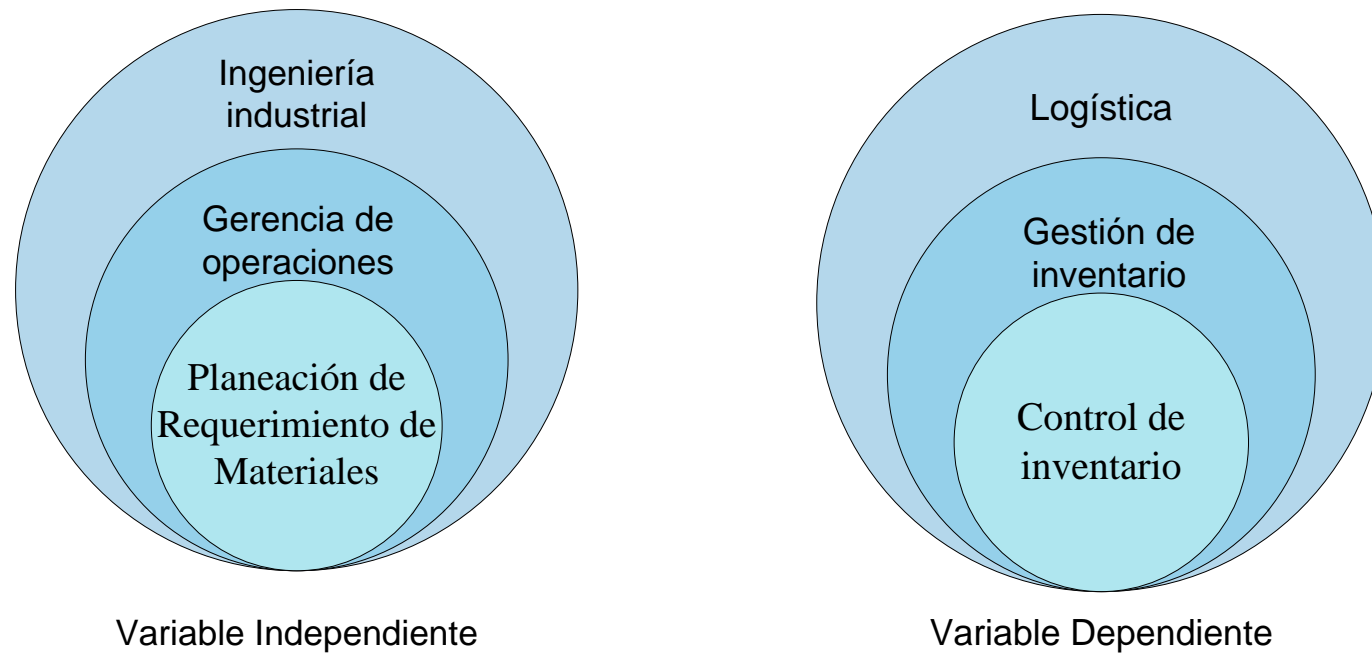 Ingeniería
industrial
Gerencia de
operaciones
Planeación de
Requerimiento de
Materiales
Variable Independiente
Logística
Gestión de
inventario
Control de
inventario
Variable Dependiente